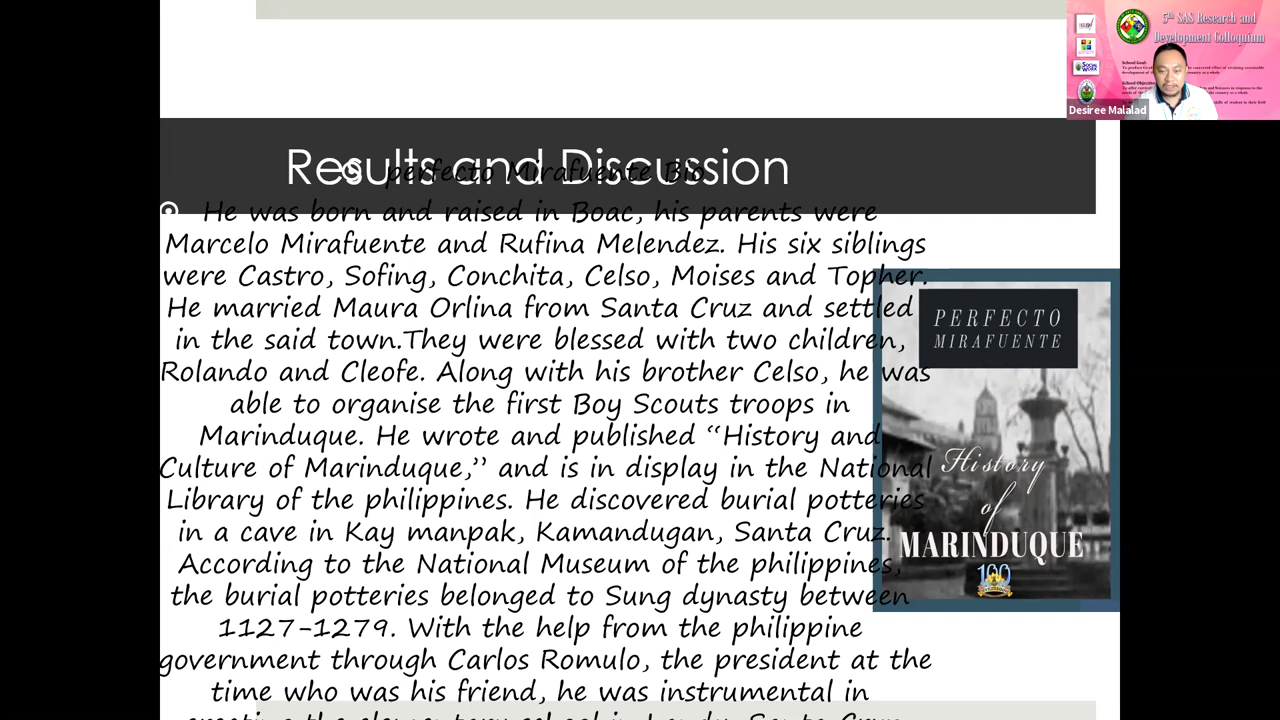 Results and Discussion
perfecto Mirafuente Bio
He was born and raised in Boac, his parents were
Marcelo Mirafuente and Rufina Melendez. His six siblings
were Castro, Sofing, Conchita, Celso, Moises and Topher.
He married Maura Orlina from Santa Cruz and settled
in the said town.They were blessed with two children,
Rolando and Cleofe. Along with his brother Celso, he was
able to organise the first Boy Scouts troops in
Marinduque. He wrote and published “History and
Culture of Marinduque,” and is in display in the National
Library of the philippines. He discovered burial potteries
in a cave in Kay manpak, Kamandugan, Santa Cruz.
According to the National Museum of the philippines,
the burial potteries belonged to Sung dynasty between
1127-1279. With the help from the philippine
government through Carlos Romulo, the president at the
time who was his friend, he was instrumental in
PERFECTO
MIRAFUENTE
History
of
MARINDUQUE
100
5th SAS Research and
Development Colloquium
School Goal:
Desiree Malalad